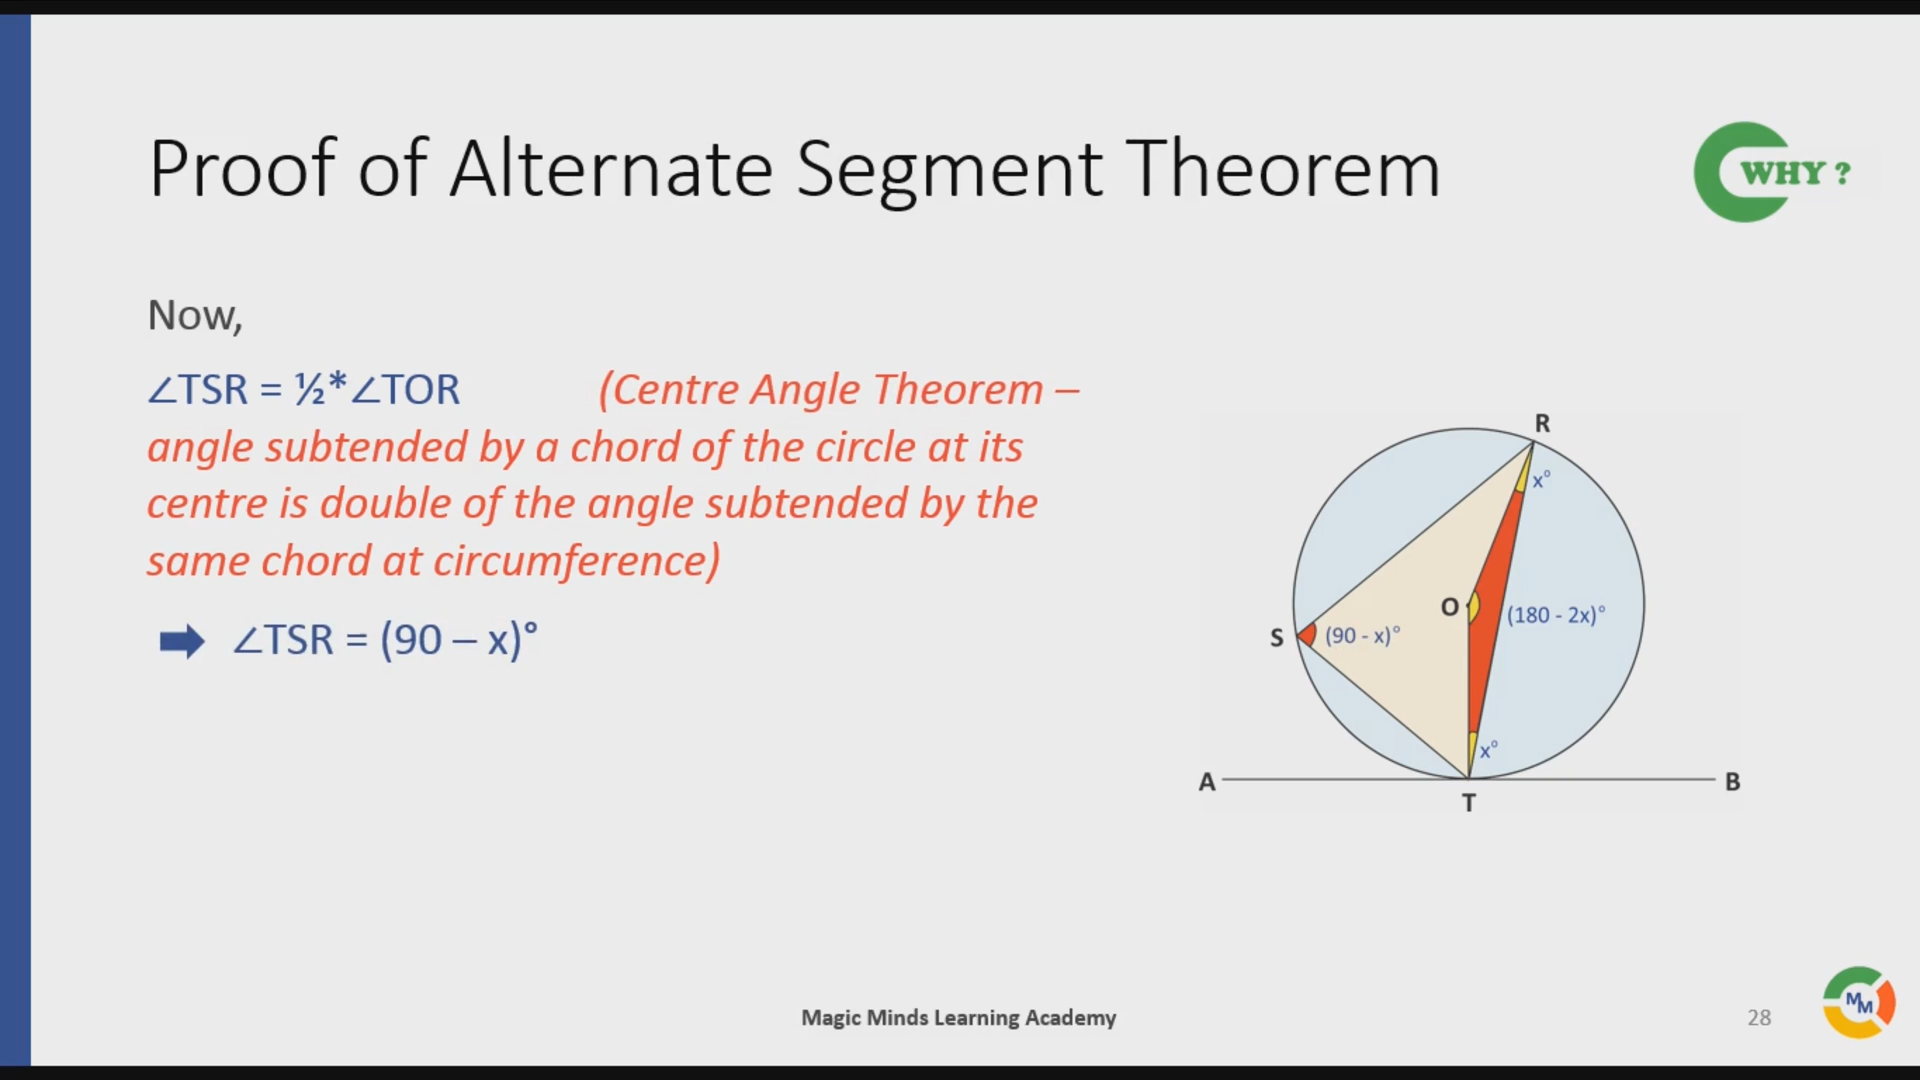 Proof of Alternate Segment Theorem
WHY ?
Now,
∠TSR = ½*∠TOR (Centre Angle Theorem –
angle subtended by a chord of the circle at its
centre is double of the angle subtended by the
same chord at circumference)
∠TSR = (90 – x)°
R
x°
O
(180 - 2x)°
S
(90 - x)°
x°
A
B
T
Magic Minds Learning Academy
28
MM